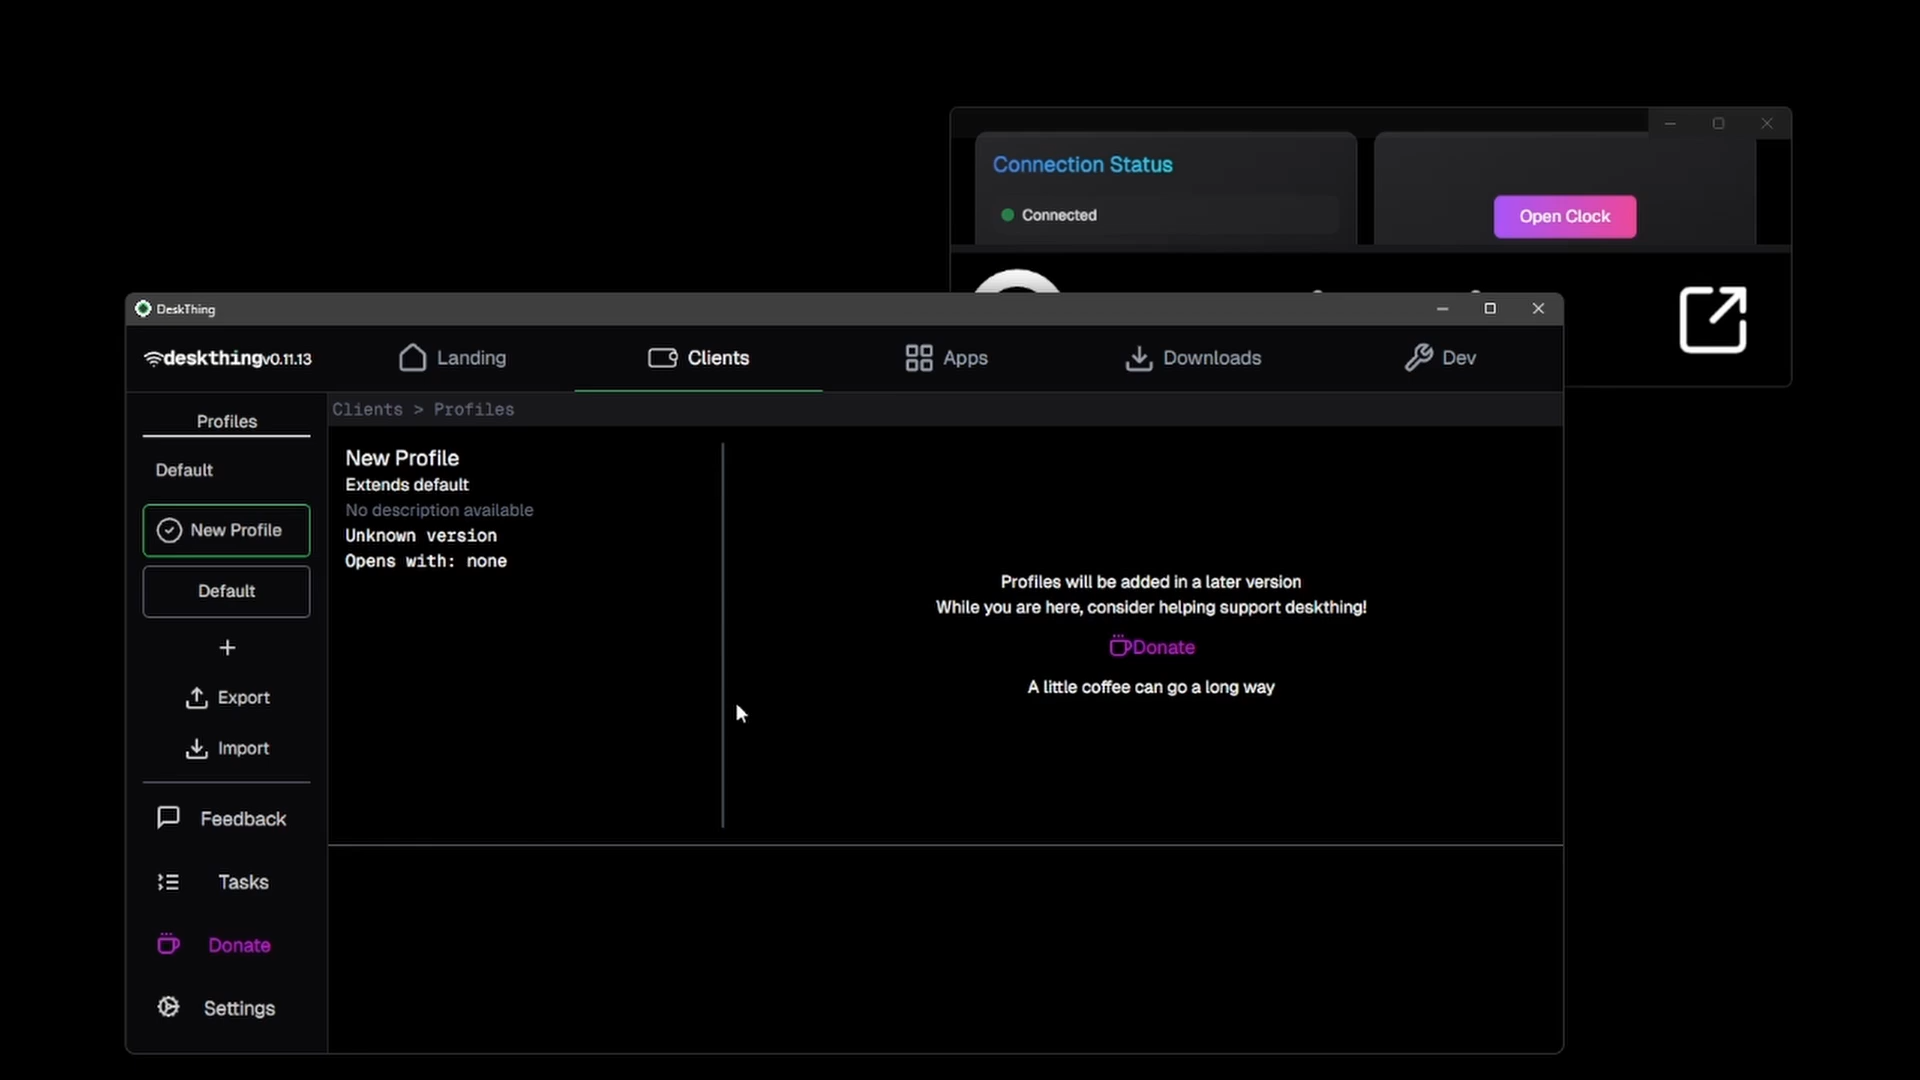 Connection Status
Connected
Open Clock
DeskThing
deskthingv0.11.13
Landing
Clients
Apps
Downloads
Dev
Profiles
Default
New Profile
Default
+
Export
Import
Feedback
Tasks
Donate
Settings
Clients > Profiles
New Profile
Extends default
No description available
Unknown version
Opens with: none
Profiles will be added in a later version
While you are here, consider helping support deskthing!
Donate
A little coffee can go a long way